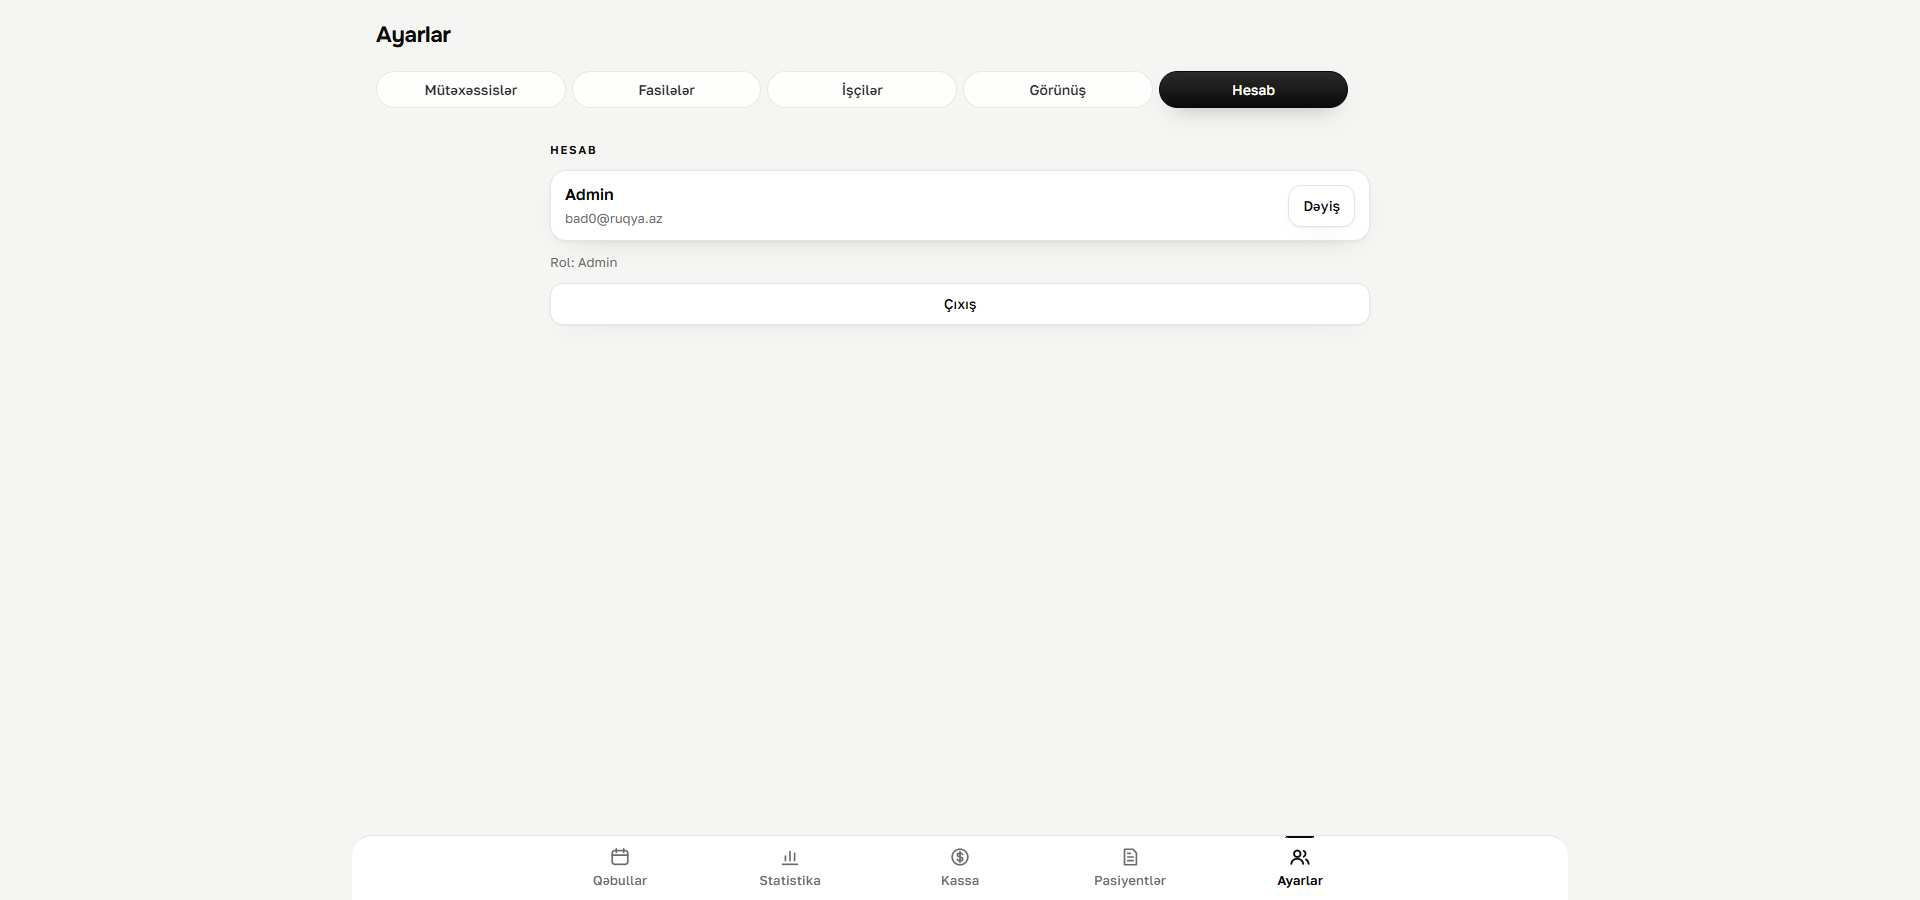 Ayarlar
Mütəxəssislər
Fasilələr
İşçilər
Görünüş
Hesab
HESAB
Admin
bad0@ruqya.az
Dəyiş
Rol: Admin
Çıxış
Qəbullar
Statistika
Kassa
Pasiyentlər
Ayarlar